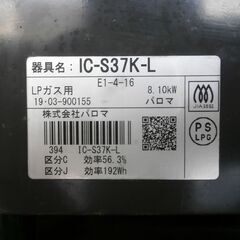 器具名：IC-S37K-L
E1-4-16
LPガス用 8.10kW
19・03-900155 パロマ
株式会社パロマ
394 IC-S37K-L
区分C 効率56.3%
区分J 効率192Wh
JIA
PS
LPG